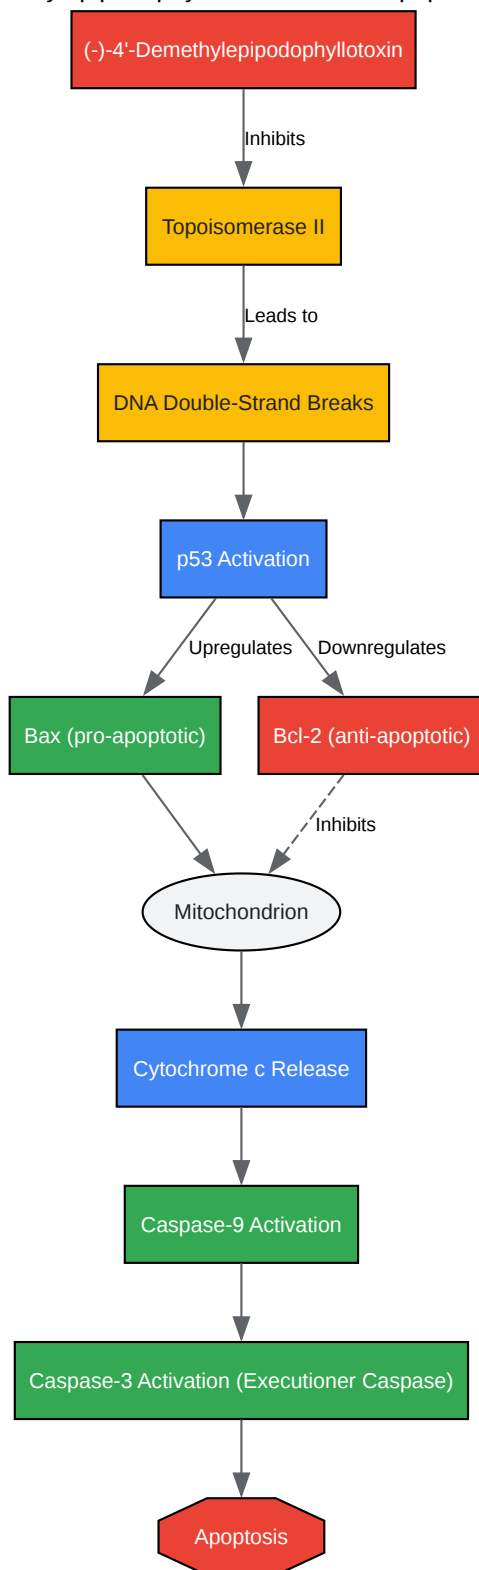 (-)-4'-Demethylepipodophyllotoxin
Inhibits
Topoisomerase II
Leads to
DNA Double-Strand Breaks
p53 Activation
Upregulates
Downregulates
Bax (pro-apoptotic)
Bcl-2 (anti-apoptotic)
Inhibits
Mitochondrion
Cytochrome c Release
Caspase-9 Activation
Caspase-3 Activation (Executioner Caspase)
Apoptosis